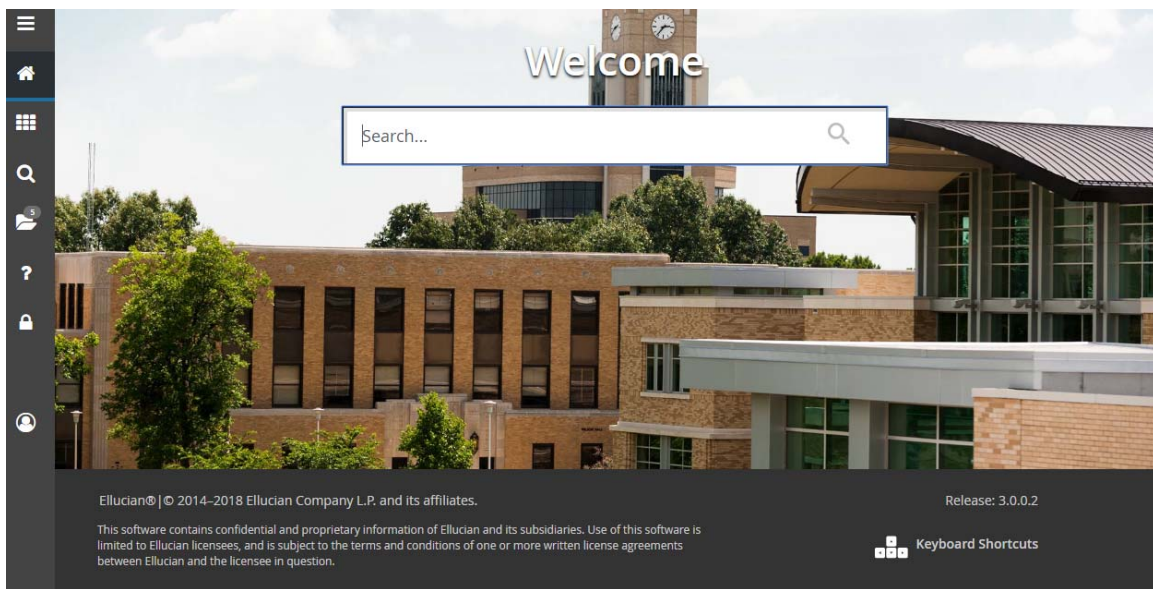 Welcome
Search...
5
?
Ellucian®|© 2014–2018 Ellucian Company L.P. and its affiliates.
Release: 3.0.0.2
This software contains confidential and proprietary information of Ellucian and its subsidiaries. Use of this software is
limited to Ellucian licensees, and is subject to the terms and conditions of one or more written license agreements
between Ellucian and the licensee in question.
Keyboard Shortcuts